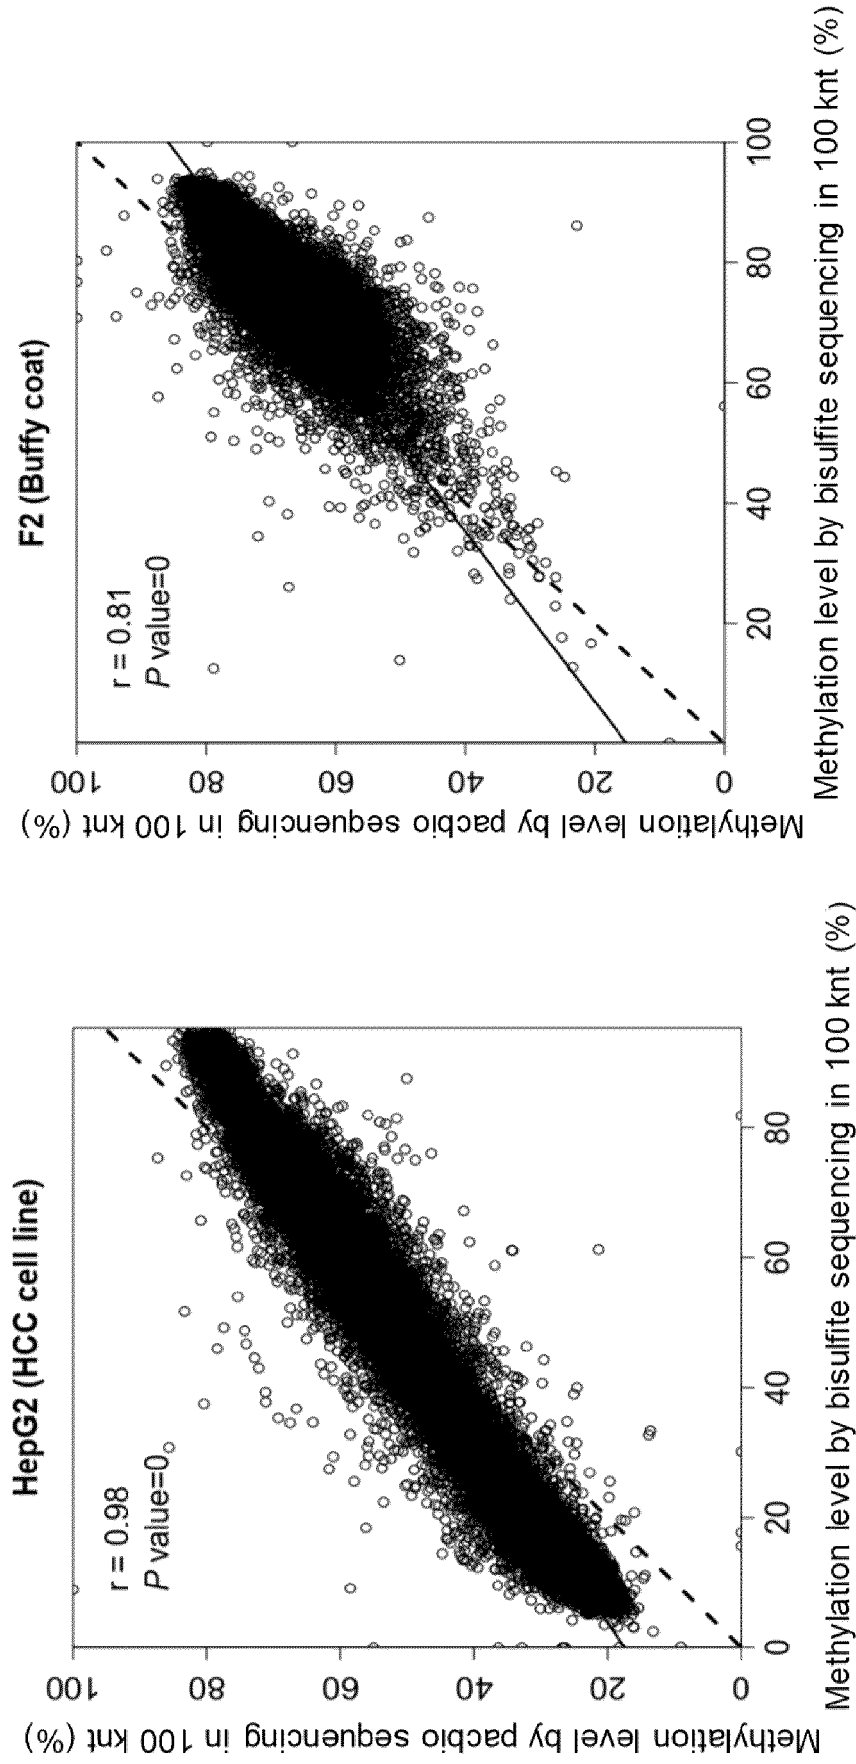 HepG2 (HCC cell line)
r = 0.98
P value=0
Methylation level by pacbio sequencing in 100 knt (%)
100
80
60
40
20
0
0 20 40 60 80
Methylation level by bisulfite sequencing in 100 knt (%)
F2 (Buffy coat)
r = 0.81
P value=0
Methylation level by pacbio sequencing in 100 knt (%)
100
80
60
40
20
0
20 40 60 80 100
Methylation level by bisulfite sequencing in 100 knt (%)